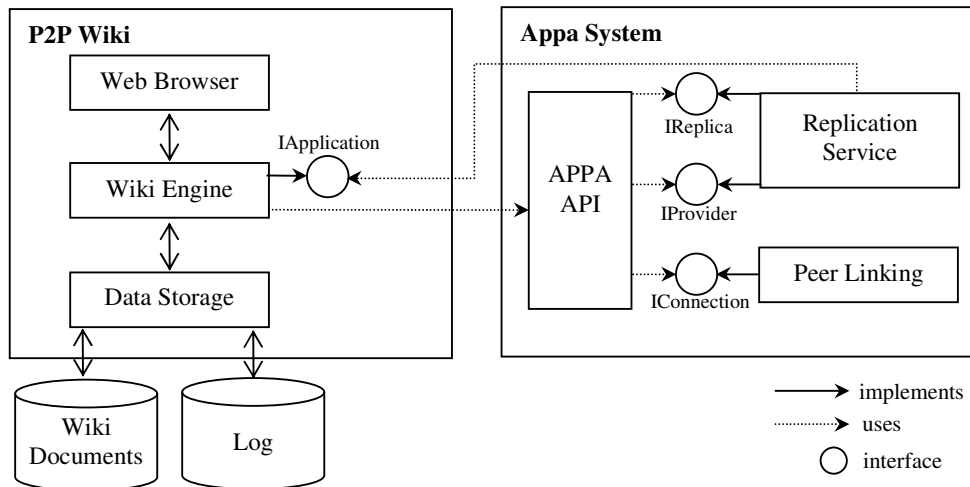 P2P Wiki
Web Browser
IApplication
Wiki Engine
Data Storage
Wiki
Documents
Log
Appa System
APPA
API
IReplica
IProvider
IConnection
Replication
Service
Peer Linking
implements
uses
interface